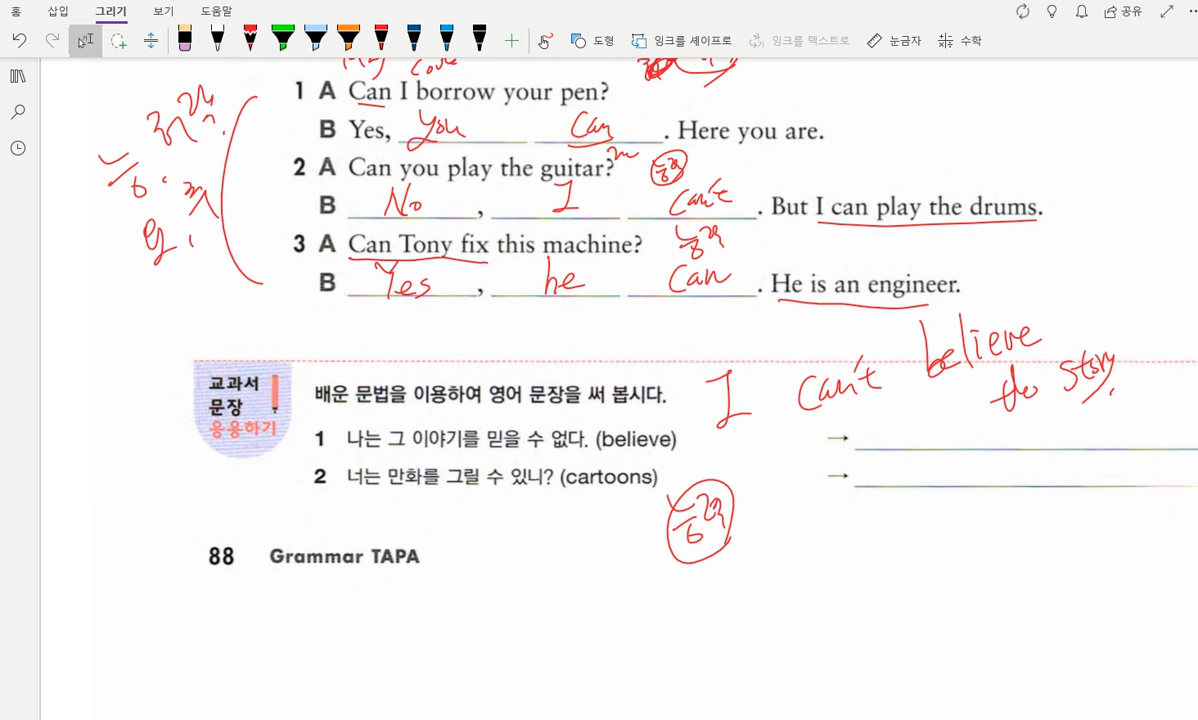 홈 삽입 그리기 보기 도움말
공유
도형 잉크를 셰이프로 잉크를 텍스트로 눈금자 수학
1 A Can I borrow your pen?
B Yes, you can . Here you are.
2 A Can you play the guitar? 능력
B No , I can't . But I can play the drums.
3 A Can Tony fix this machine? 능력
B Yes he can . He is an engineer.
교과서
문장
응용하기
배운 문법을 이용하여 영어 문장을 써 봅시다.
I can't believe the story.
1 나는 그 이야기를 믿을 수 없다. (believe) →
2 너는 만화를 그릴 수 있니? (cartoons) →
능력
88 Grammar TAPA